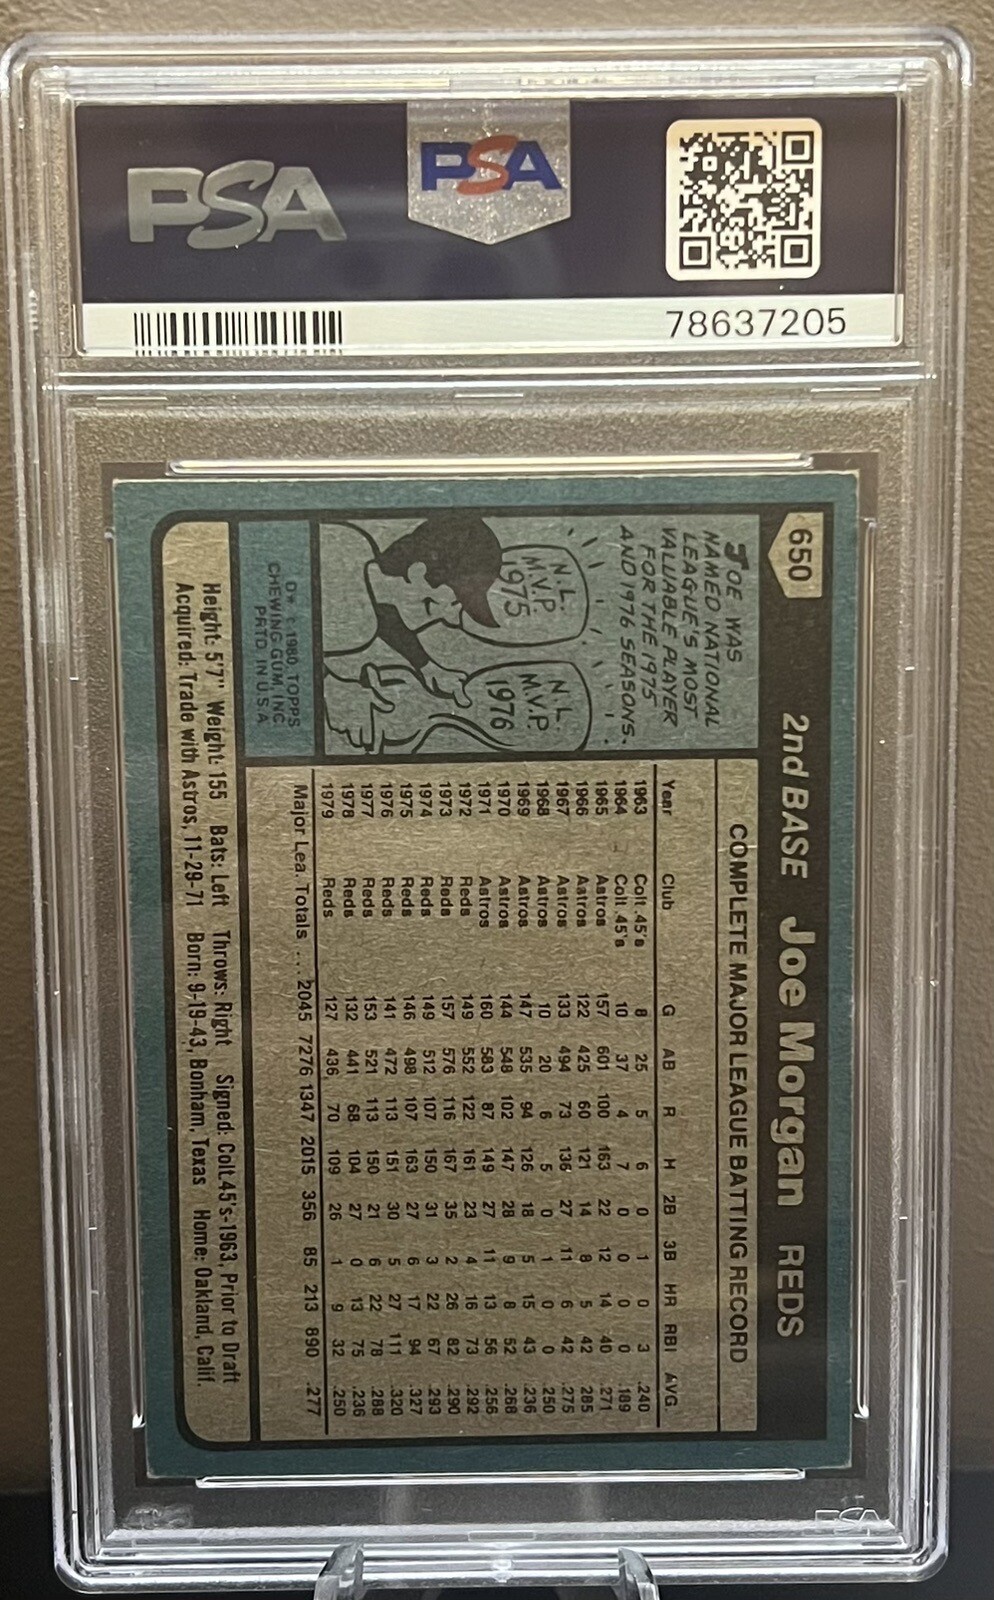 PSA
PSA
78637205
650
2nd BASE Joe Morgan REDS
JOE WAS
NAMED NATIONAL
LEAGUE'S MOST
VALUABLE PLAYER
FOR THE 1975
AND 1976 SEASONS.
N.L.
M.V.P.
1975
N.L.
M.V.P.
1976
D* © 1980 TOPPS
CHEWING GUM, INC.
PRTD. IN U.S.A.
COMPLETE MAJOR LEAGUE BATTING RECORD
Year Club G AB R H 2B 3B HR RBI AVG.
1963 Colt .45's 8 25 5 6 0 1 0 3 .240
1964 Colt .45's 10 37 4 7 0 0 0 0 .189
1965 Astros 157 601 100 163 22 12 14 40 .271
1966 Astros 122 425 60 121 14 8 5 42 .285
1967 Astros 133 494 73 136 27 11 6 42 .275
1968 Astros 10 20 6 5 0 1 0 0 .250
1969 Astros 147 535 94 126 18 5 15 43 .236
1970 Astros 144 548 102 147 28 9 8 52 .268
1971 Astros 160 583 87 149 27 11 13 56 .256
1972 Reds 149 552 122 161 23 4 16 73 .292
1973 Reds 157 576 116 167 35 2 26 82 .290
1974 Reds 149 512 107 150 31 3 22 67 .293
1975 Reds 146 498 107 163 27 6 17 94 .327
1976 Reds 141 472 113 151 30 5 27 111 .320
1977 Reds 153 521 113 150 21 6 22 78 .288
1978 Reds 132 441 68 104 27 0 13 75 .236
1979 Reds 127 436 70 109 26 1 9 32 .250
Major Lea. Totals .... 2045 7276 1347 2015 356 85 213 890 .277
Height: 5'7" Weight: 155 Bats: Left Throws: Right Signed: Colt.45's-1963, Prior to Draft
Acquired: Trade with Astros, 11-29-71 Born: 9-19-43, Bonham, Texas Home: Oakland, Calif.
PSA